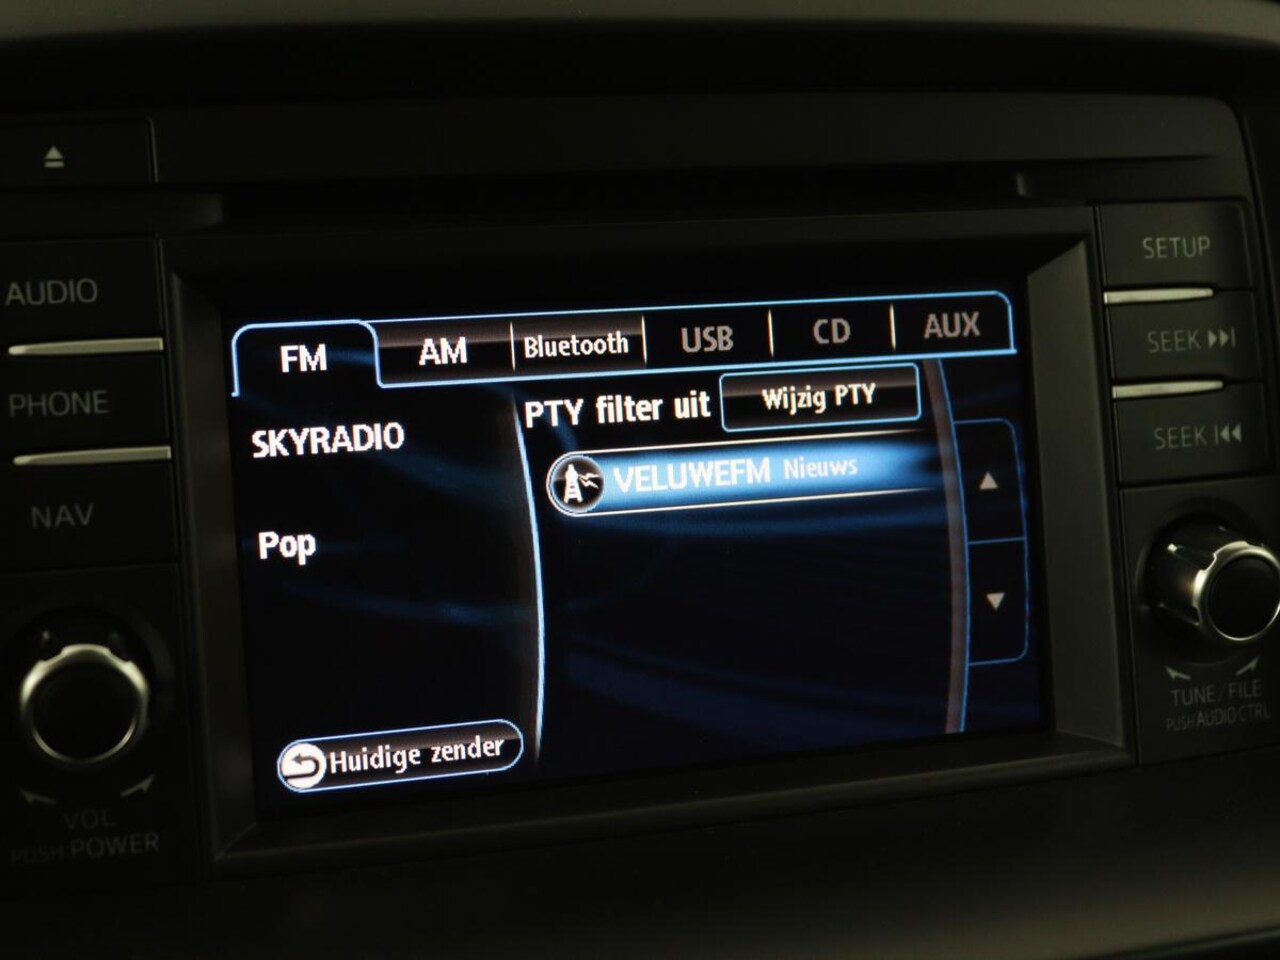 AUDIO
PHONE
NAV
VOL
PUSH POWER
FM
AM
Bluetooth
USB
CD
AUX
SKYRADIO
Pop
PTY filter uit
Wijzig PTY
VELUWEFM Nieuws
Huidige zender
SETUP
SEEK
SEEK
TUNE/FILE
PUSH AUDIO CTRL